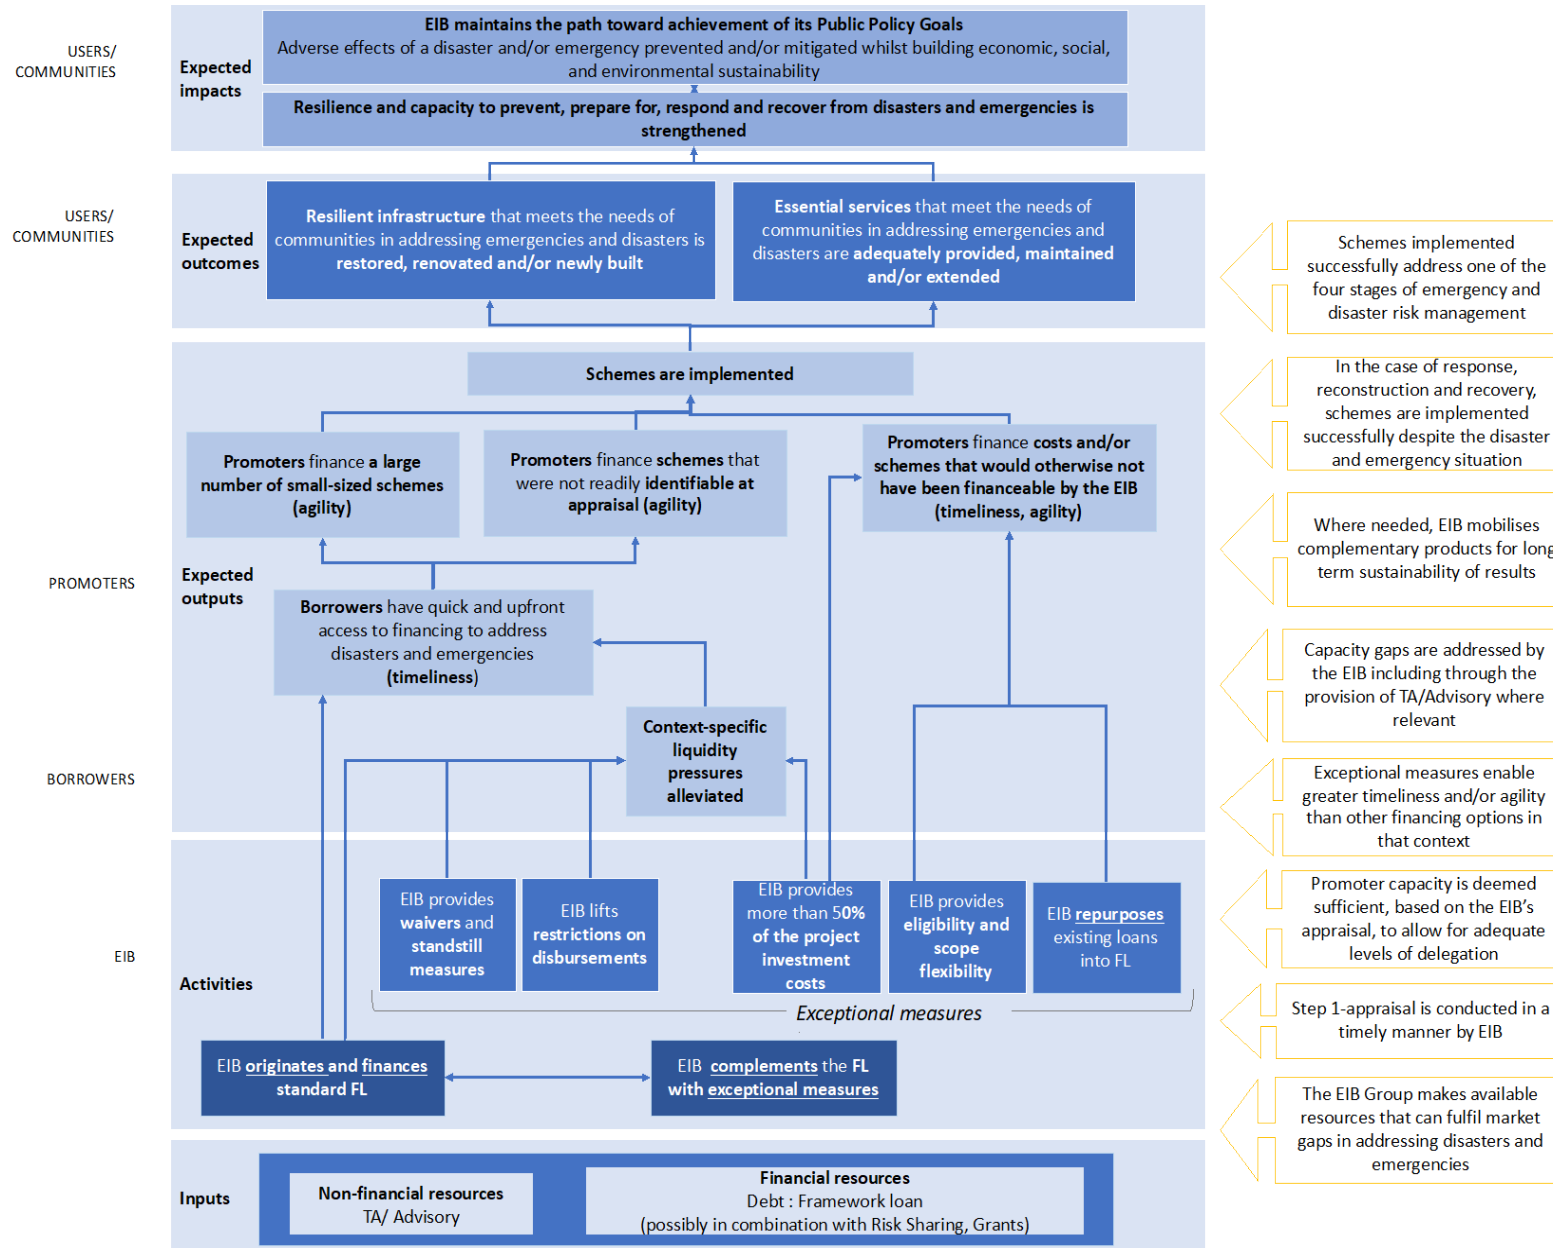 EIB maintains the path toward achievement of its Public Policy Goals
Adverse effects of a disaster and/or emergency prevented and/or mitigated whilst building economic, social,
and environmental sustainability
USERS/
COMMUNITIES
Expected
impacts
Resilience and capacity to prevent, prepare for, respond and recover from disasters and emergencies is
strengthened
USERS/
COMMUNITIES
Expected
outcomes
Resilient infrastructure that meets the needs of
communities in addressing emergencies and disasters is
restored, renovated and/or newly built
Essential services that meet the needs of
communities in addressing emergencies and
disasters are adequately provided, maintained
and/or extended
Schemes implemented
successfully address one of the
four stages of emergency and
disaster risk management
Schemes are implemented
In the case of response,
reconstruction and recovery,
schemes are implemented
successfully despite the disaster
and emergency situation
Promoters finance a large
number of small-sized schemes
(agility)
Promoters finance schemes that
were not readily identifiable at
appraisal (agility)
Promoters finance costs and/or
schemes that would otherwise not
have been financeable by the EIB
(timeliness, agility)
Where needed, EIB mobilises
complementary products for long
term sustainability of results
PROMOTERS
Expected
outputs
Borrowers have quick and upfront
access to financing to address
disasters and emergencies
(timeliness)
Capacity gaps are addressed by
the EIB including through the
provision of TA/Advisory where
relevant
Context-specific
liquidity
pressures
alleviated
BORROWERS
Exceptional measures enable
greater timeliness and/or agility
than other financing options in
that context
EIB
Activities
EIB provides
waivers and
standstill
measures
EIB lifts
restrictions on
disbursements
EIB provides
more than 50%
of the project
investment
costs
EIB provides
eligibility and
scope
flexibility
EIB repurposes
existing loans
into FL
Promoter capacity is deemed
sufficient, based on the EIB's
appraisal, to allow for adequate
levels of delegation
Exceptional measures
Step 1-appraisal is conducted in a
timely manner by EIB
EIB originates and finances
standard FL
EIB complements the FL
with exceptional measures
The EIB Group makes available
resources that can fulfil market
gaps in addressing disasters and
emergencies
Inputs
Non-financial resources
TA/ Advisory
Financial resources
Debt : Framework loan
(possibly in combination with Risk Sharing, Grants)